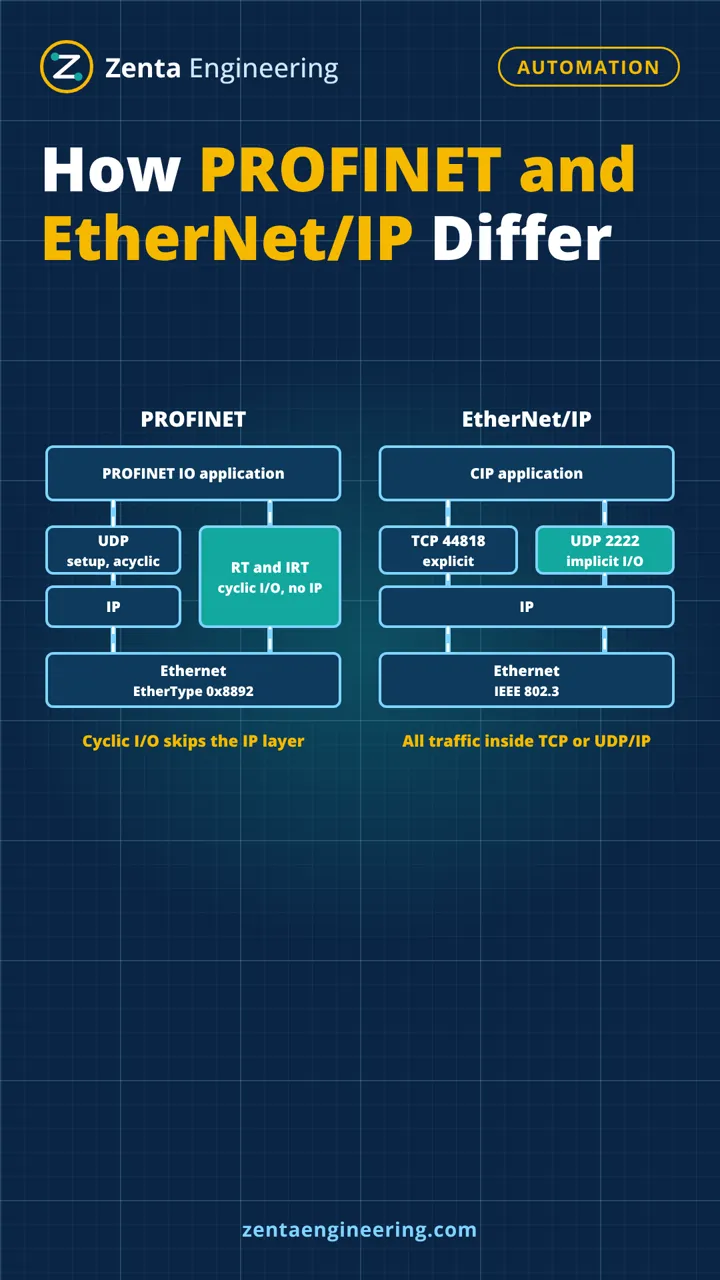 Zenta Engineering
AUTOMATION
How PROFINET and
EtherNet/IP Differ
PROFINET
PROFINET IO application
UDP
setup, acyclic
RT and IRT
cyclic I/O, no IP
IP
Ethernet
EtherType 0x8892
Cyclic I/O skips the IP layer
EtherNet/IP
CIP application
TCP 44818
explicit
UDP 2222
implicit I/O
IP
Ethernet
IEEE 802.3
All traffic inside TCP or UDP/IP
zentaengineering.com